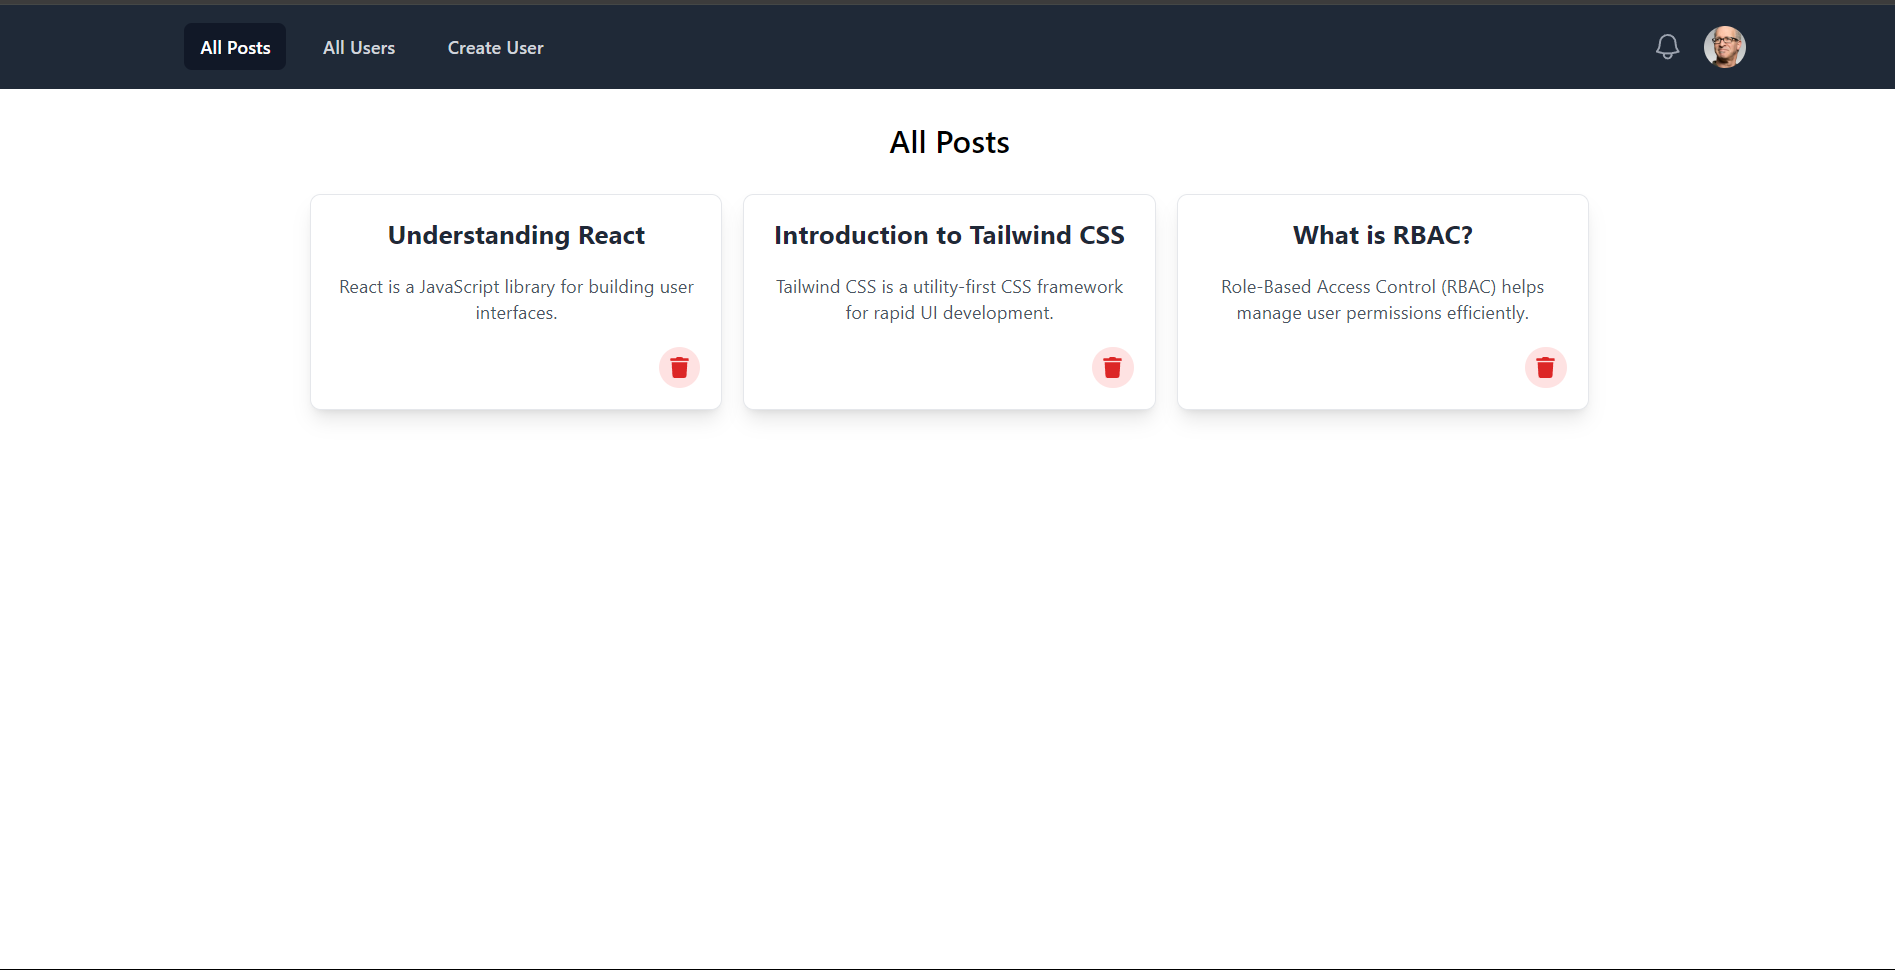 All Posts
All Users
Create User
All Posts
Understanding React
React is a JavaScript library for building user
interfaces.
Introduction to Tailwind CSS
Tailwind CSS is a utility-first CSS framework
for rapid UI development.
What is RBAC?
Role-Based Access Control (RBAC) helps
manage user permissions efficiently.